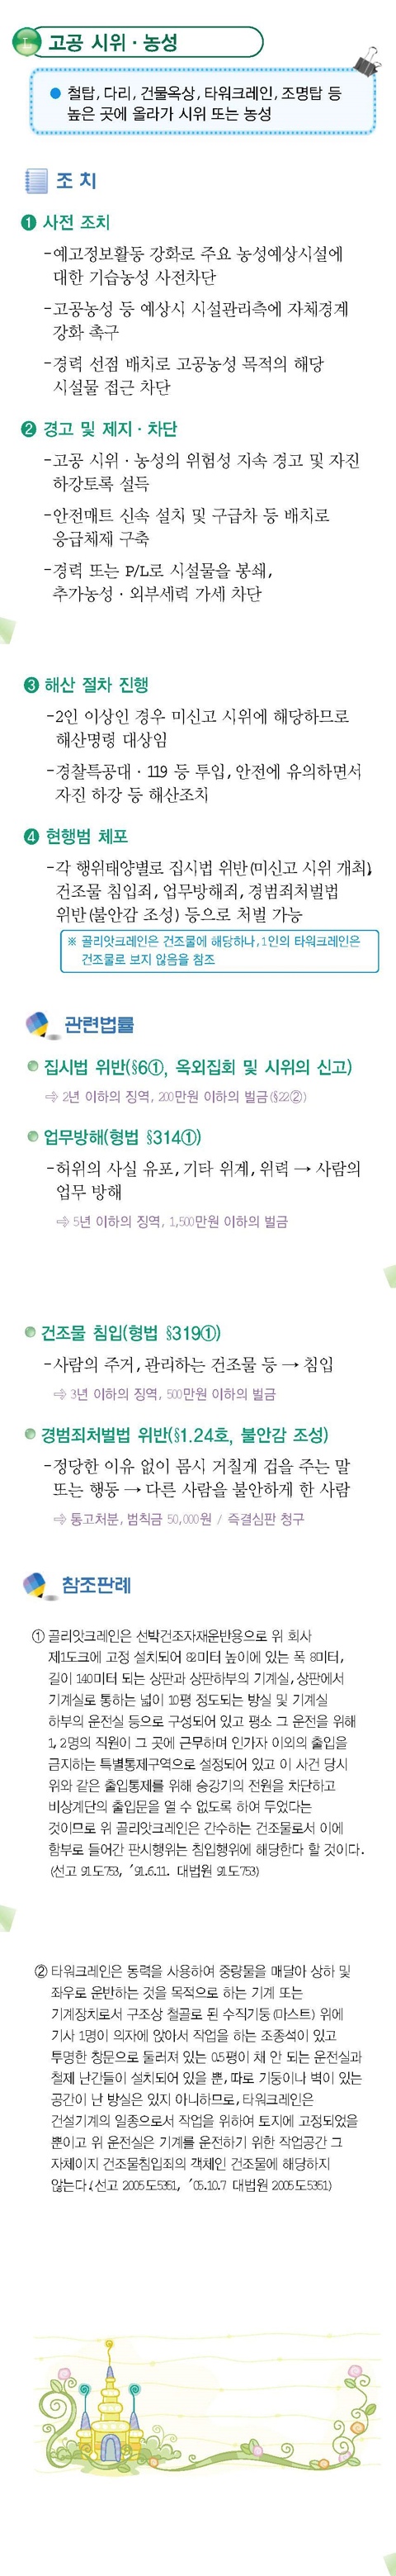 1 고공 시위·농성
● 철탑, 다리, 건물옥상, 타워크레인, 조명탑 등
높은 곳에 올라가 시위 또는 농성
조 치
❶ 사전 조치
-예고정보활동 강화로 주요 농성예상시설에
대한 기습농성 사전차단
-고공농성 등 예상시 시설관리측에 자체경계
강화 촉구
-경력 선점 배치로 고공농성 목적의 해당
시설물 접근 차단
❷ 경고 및 제지·차단
-고공 시위·농성의 위험성 지속 경고 및 자진
하강토록 설득
-안전매트 신속 설치 및 구급차 등 배치로
응급체제 구축
-경력 또는 P/L로 시설물을 봉쇄,
추가농성·외부세력 가세 차단
❸ 해산 절차 진행
-2인 이상인 경우 미신고 시위에 해당하므로
해산명령 대상임
-경찰특공대·119 등 투입, 안전에 유의하면서
자진 하강 등 해산조치
❹ 현행범 체포
-각 행위태양별로 집시법 위반(미신고 시위 개최),
건조물 침입죄, 업무방해죄, 경범죄처벌법
위반(불안감 조성) 등으로 처벌 가능
※ 골리앗크레인은 건조물에 해당하나, 1인의 타워크레인은
건조물로 보지 않음을 참조
관련법률
집시법 위반(§6①, 옥외집회 및 시위의 신고)
⇨ 2년 이하의 징역, 200만원 이하의 벌금(§22②)
업무방해(형법 §314①)
-허위의 사실 유포, 기타 위계, 위력 → 사람의
업무 방해
⇨ 5년 이하의 징역, 1,500만원 이하의 벌금
건조물 침입(형법 §319①)
-사람의 주거, 관리하는 건조물 등 → 침입
⇨ 3년 이하의 징역, 500만원 이하의 벌금
경범죄처벌법 위반(§1.24호, 불안감 조성)
-정당한 이유 없이 몹시 거칠게 겁을 주는 말
또는 행동 → 다른 사람을 불안하게 한 사람
⇨ 통고처분, 범칙금 50,000원 / 즉결심판 청구
참조판례
① 골리앗크레인은 선박건조자재운반용으로 위 회사
제1도크에 고정 설치되어 82미터 높이에 있는 폭 8미터,
길이 140미터 되는 상판과 상판하부의 기계실, 상판에서
기계실로 통하는 넓이 10평 정도되는 방실 및 기계실
하부의 운전실 등으로 구성되어 있고 평소 그 운전을 위해
1, 2명의 직원이 그 곳에 근무하며 인가자 이외의 출입을
금지하는 특별통제구역으로 설정되어 있고 이 사건 당시
위와 같은 출입통제를 위해 승강기의 전원을 차단하고
비상계단의 출입문을 열 수 없도록 하여 두었다는
것이므로 위 골리앗크레인은 간수하는 건조물로서 이에
함부로 들어간 판시행위는 침입행위에 해당한다 할 것이다.
(선고 91도753, ′91.6.11. 대법원 91도753)
② 타워크레인은 동력을 사용하여 중량물을 매달아 상하 및
좌우로 운반하는 것을 목적으로 하는 기계 또는
기계장치로서 구조상 철골로 된 수직기둥(마스트) 위에
기사 1명이 의자에 앉아서 작업을 하는 조종석이 있고
투명한 창문으로 둘러져 있는 0.5평이 채 안 되는 운전실과
철제 난간들이 설치되어 있을 뿐, 따로 기둥이나 벽이 있는
공간이 난 방실은 있지 아니하므로, 타워크레인은
건설기계의 일종으로서 작업을 위하여 토지에 고정되었을
뿐이고 위 운전실은 기계를 운전하기 위한 작업공간 그
자체이지 건조물침입죄의 객체인 건조물에 해당하지
않는다.(선고 2005도5351, ′05.10.7 대법원 2005도5351)